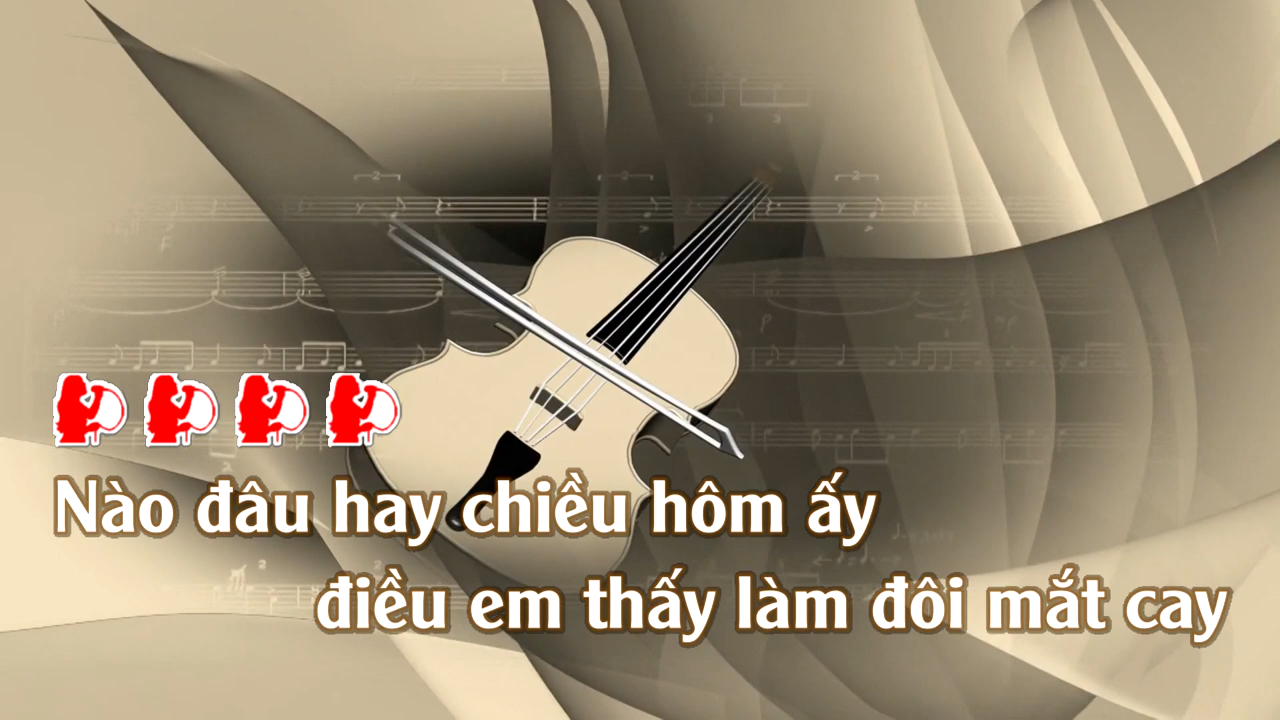 Nào đâu hay chiều hôm ấy
điều em thấy làm đôi mắt cay